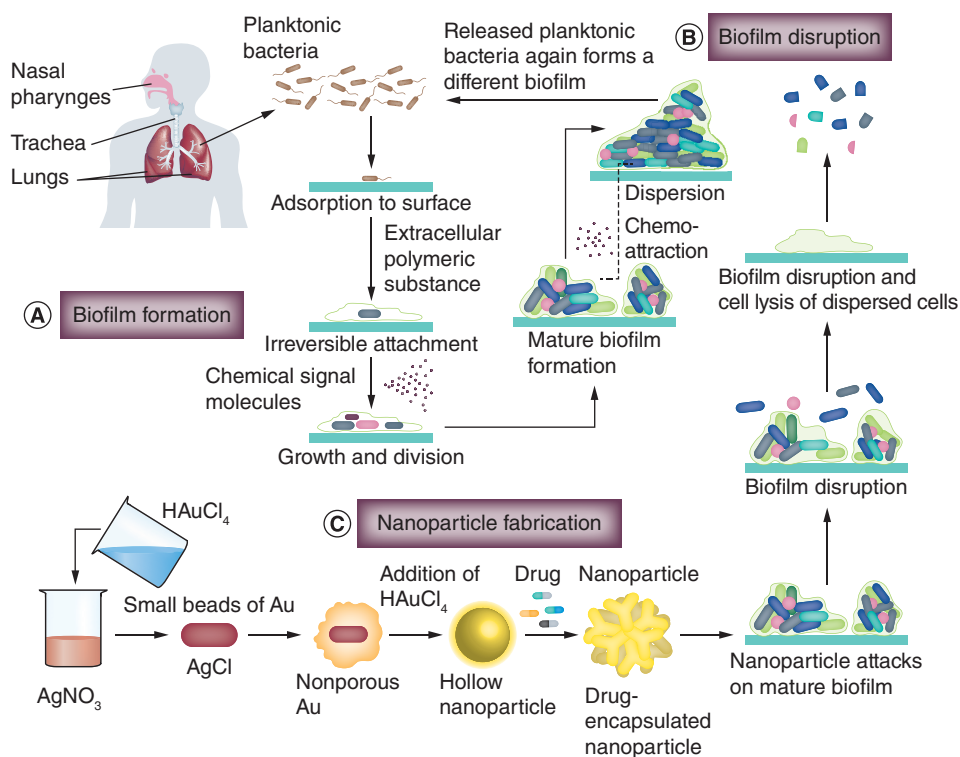 Planktonic
bacteria
Nasal
pharynges
Trachea
Lungs
Adsorption to surface
Extracellular
polymeric
substance
A
Biofilm formation
Irreversible attachment
Chemical signal
molecules
Growth and division
Released planktonic
bacteria again forms a
different biofilm
Dispersion
Chemo-
attraction
Mature biofilm
formation
B
Biofilm disruption
Biofilm disruption and
cell lysis of dispersed cells
Biofilm disruption
Nanoparticle attacks
on mature biofilm
C
Nanoparticle fabrication
HAuCl₄
AgNO₃
Small beads of Au
AgCl
Nonporous
Au
Addition of
HAuCl₄
Hollow
nanoparticle
Drug
Nanoparticle
Drug-
encapsulated
nanoparticle